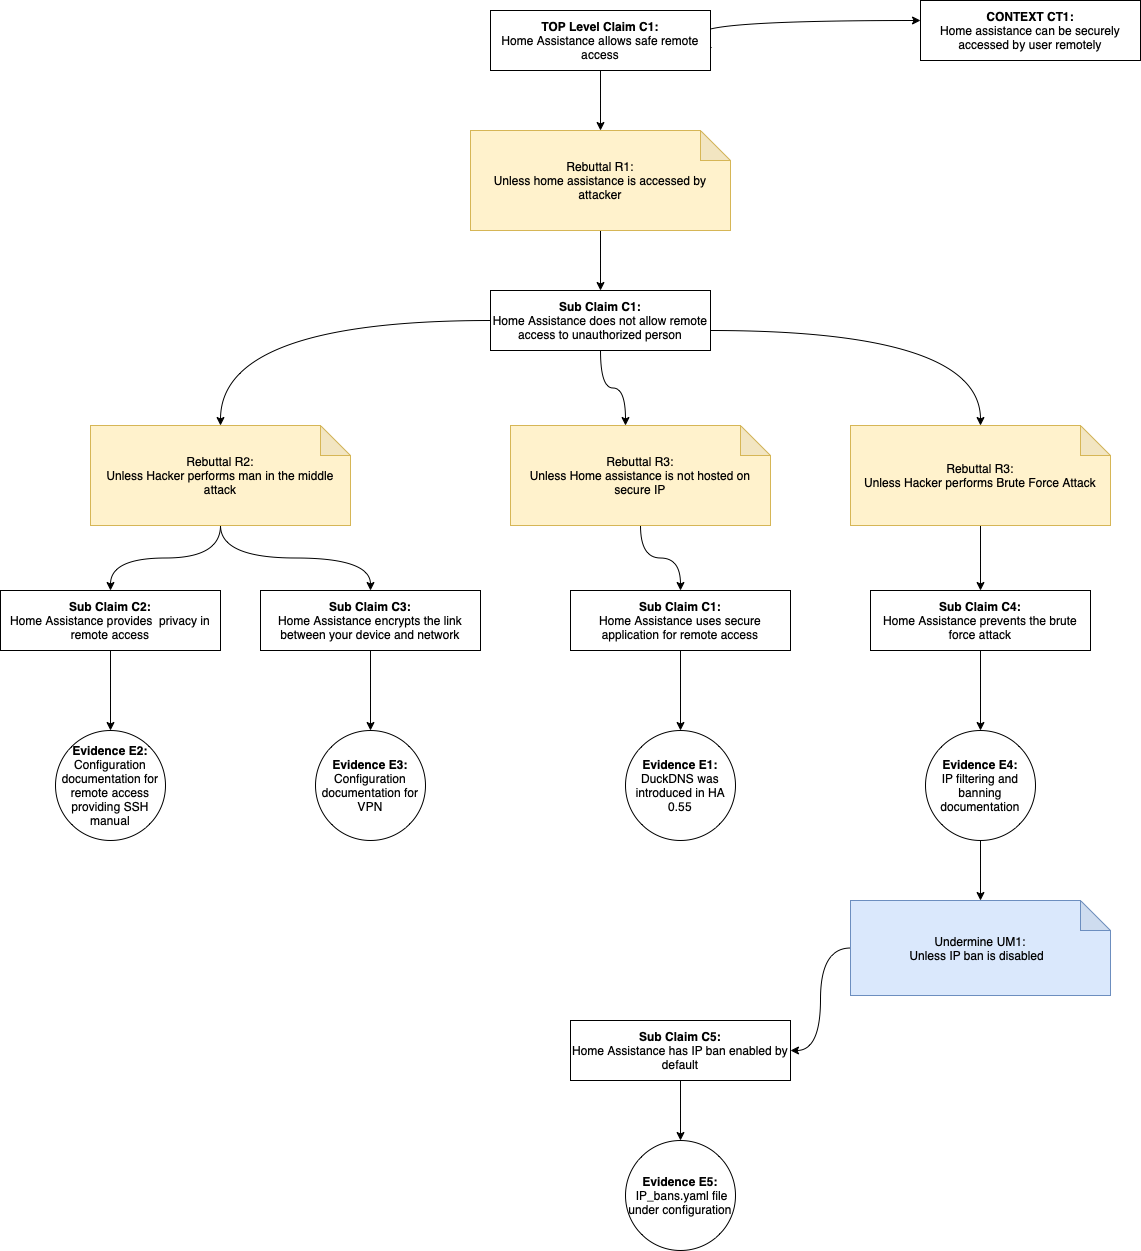 TOP Level Claim C1:
Home Assistance allows safe remote
access
CONTEXT CT1:
Home assistance can be securely
accessed by user remotely
Rebuttal R1:
Unless home assistance is accessed by
attacker
Sub Claim C1:
Home Assistance does not allow remote
access to unauthorized person
Rebuttal R2:
Unless Hacker performs man in the middle
attack
Rebuttal R3:
Unless Home assistance is not hosted on
secure IP
Rebuttal R3:
Unless Hacker performs Brute Force Attack
Sub Claim C2:
Home Assistance provides  privacy in
remote access
Sub Claim C3:
Home Assistance encrypts the link
between your device and network
Sub Claim C1:
Home Assistance uses secure
application for remote access
Sub Claim C4:
Home Assistance prevents the brute
force attack
Evidence E2:
Configuration
documentation for
remote access
providing SSH
manual
Evidence E3:
Configuration
documentation for
VPN
Evidence E1:
DuckDNS was
introduced in HA
0.55
Evidence E4:
IP filtering and
banning
documentation
Undermine UM1:
Unless IP ban is disabled
Sub Claim C5:
Home Assistance has IP ban enabled by
default
Evidence E5:
IP_bans.yaml file
under configuration